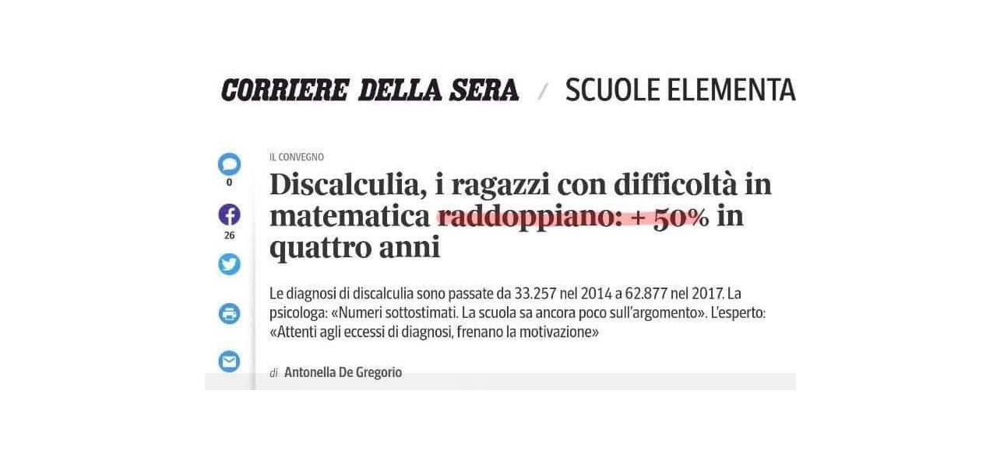 CORRIERE DELLA SERA / SCUOLE ELEMENTA
IL CONVEGNO
Discalculia, i ragazzi con difficoltà in
matematica raddoppiano: + 50% in
quattro anni
0
26
Le diagnosi di discalculia sono passate da 33.257 nel 2014 a 62.877 nel 2017. La
psicologa: «Numeri sottostimati. La scuola sa ancora poco sull'argomento». L'esperto:
«Attenti agli eccessi di diagnosi, frenano la motivazione»
di Antonella De Gregorio